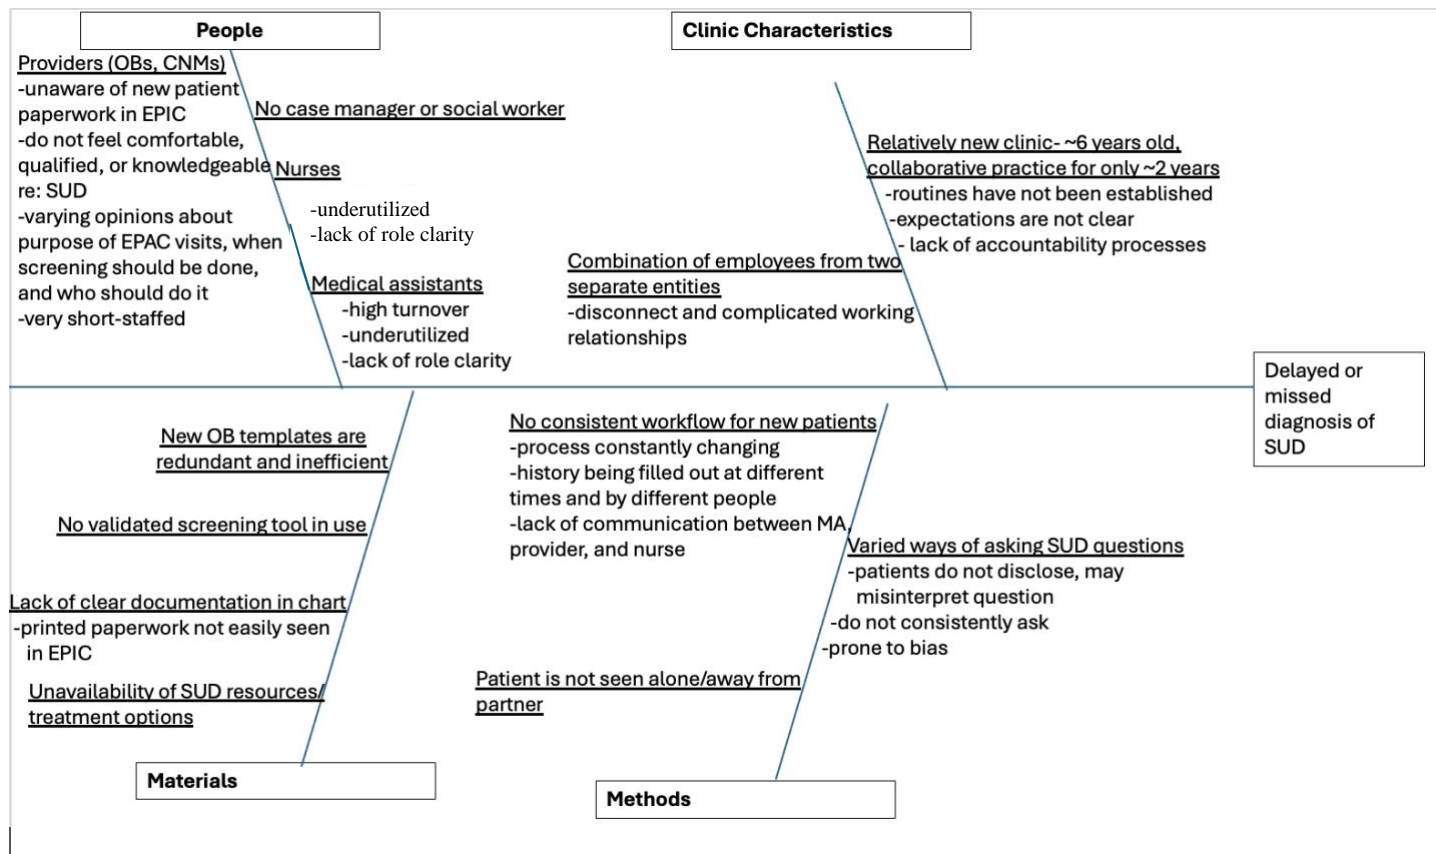 People
Providers (OBs, CNMs)
-unaware of new patient
paperwork in EPIC
-do not feel comfortable,
qualified, or knowledgeable
re: SUD
-varying opinions about
purpose of EPAC visits, when
screening should be done,
and who should do it
-very short-staffed
No case manager or social worker
Nurses
-underutilized
-lack of role clarity
Medical assistants
-high turnover
-underutilized
-lack of role clarity
Clinic Characteristics
Relatively new clinic- ~6 years old,
collaborative practice for only ~2 years
-routines have not been established
-expectations are not clear
- lack of accountability processes
Combination of employees from two
separate entities
-disconnect and complicated working
relationships
Delayed or
missed
diagnosis of
SUD
New OB templates are
redundant and inefficient
No validated screening tool in use
Lack of clear documentation in chart
-printed paperwork not easily seen
in EPIC
Unavailability of SUD resources/
treatment options
Materials
No consistent workflow for new patients
-process constantly changing
-history being filled out at different
times and by different people
-lack of communication between MA,
provider, and nurse
Varied ways of asking SUD questions
-patients do not disclose, may
misinterpret question
-do not consistently ask
-prone to bias
Patient is not seen alone/away from
partner
Methods